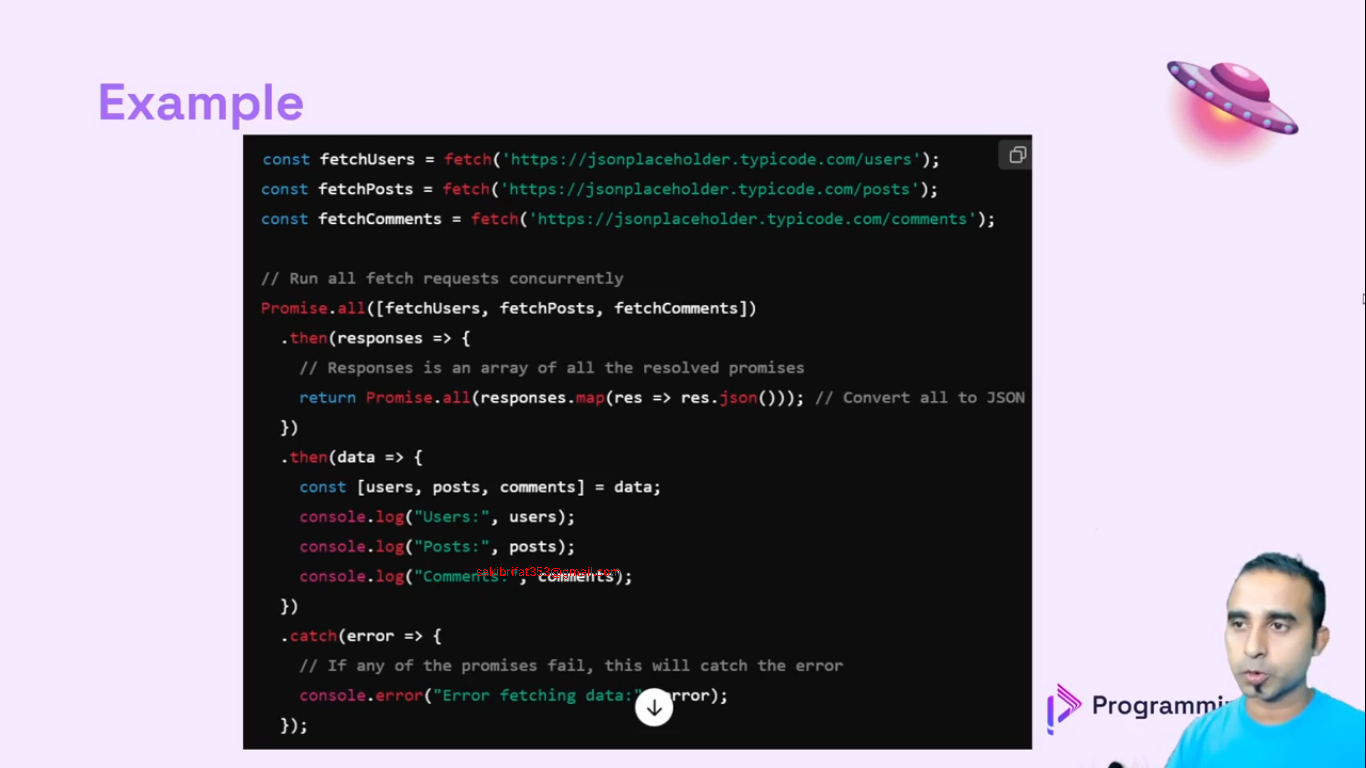 Example
const fetchUsers = fetch('https://jsonplaceholder.typicode.com/users');
const fetchPosts = fetch('https://jsonplaceholder.typicode.com/posts');
const fetchComments = fetch('https://jsonplaceholder.typicode.com/comments');
// Run all fetch requests concurrently
Promise.all([fetchUsers, fetchPosts, fetchComments])
.then(responses => {
// Responses is an array of all the resolved promises
return Promise.all(responses.map(res => res.json())); // Convert all to JSON
})
.then(data => {
const [users, posts, comments] = data;
console.log("Users:", users);
console.log("Posts:", posts);
console.log("Comments:", comments);
sakibrifat353@gmail.com
})
.catch(error => {
// If any of the promises fail, this will catch the error
console.error("Error fetching data:" error);
});
Programmin